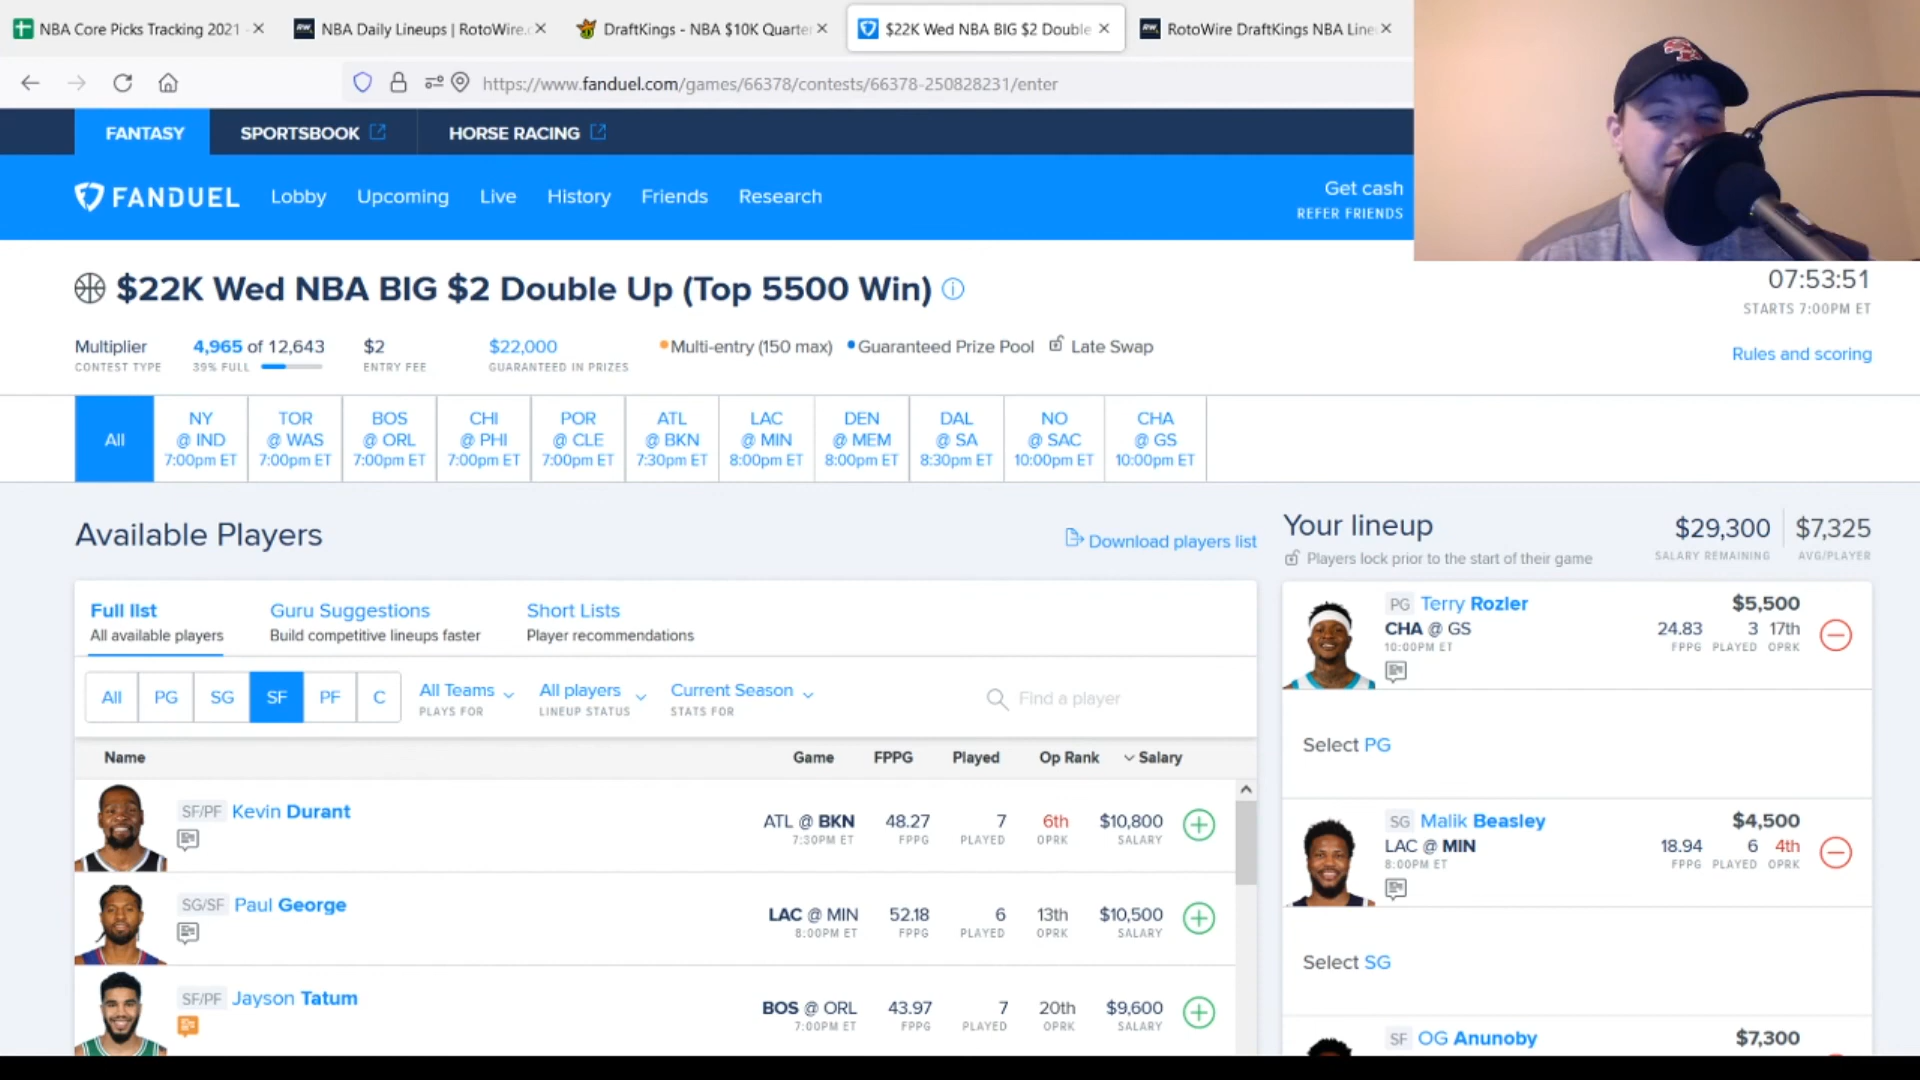 NBA Core Picks Tracking 2021 -
NBA Daily Lineups | RotoWire.c
DraftKings - NBA $10K Quarter
$22K Wed NBA BIG $2 Double
RotoWire DraftKings NBA Line
https://www.fanduel.com/games/66378/contests/66378-250828231/enter
FANTASY
SPORTSBOOK
HORSE RACING
FANDUEL
Lobby
Upcoming
Live
History
Friends
Research
Get cash
REFER FRIENDS
$22K Wed NBA BIG $2 Double Up (Top 5500 Win)
07:53:51
STARTS 7:00PM ET
Multiplier
CONTEST TYPE
4,965 of 12,643
39% FULL
$2
ENTRY FEE
$22,000
GUARANTEED IN PRIZES
Multi-entry (150 max)
Guaranteed Prize Pool
Late Swap
Rules and scoring
All
NY
@ IND
7:00pm ET
TOR
@ WAS
7:00pm ET
BOS
@ ORL
7:00pm ET
CHI
@ PHI
7:00pm ET
POR
@ CLE
7:00pm ET
ATL
@ BKN
7:30pm ET
LAC
@ MIN
8:00pm ET
DEN
@ MEM
8:00pm ET
DAL
@ SA
8:30pm ET
NO
@ SAC
10:00pm ET
CHA
@ GS
10:00pm ET
Available Players
Download players list
Full list
All available players
Guru Suggestions
Build competitive lineups faster
Short Lists
Player recommendations
All
PG
SG
SF
PF
C
All Teams
PLAYS FOR
All players
LINEUP STATUS
Current Season
STATS FOR
Find a player
Name
Game
FPPG
Played
Op Rank
Salary
SF/PF Kevin Durant
ATL @ BKN
7:30PM ET
48.27
FPPG
7
PLAYED
6th
OPRK
$10,800
SALARY
SG/SF Paul George
LAC @ MIN
8:00PM ET
52.18
FPPG
6
PLAYED
13th
OPRK
$10,500
SALARY
SF/PF Jayson Tatum
BOS @ ORL
7:00PM ET
43.97
FPPG
7
PLAYED
20th
OPRK
$9,600
SALARY
Your lineup
Players lock prior to the start of their game
$29,300
SALARY REMAINING
$7,325
AVG/PLAYER
PG Terry Rozier
$5,500
CHA @ GS
10:00PM ET
24.83
FPPG
3
PLAYED
17th
OPRK
Select PG
SG Malik Beasley
$4,500
LAC @ MIN
8:00PM ET
18.94
FPPG
6
PLAYED
4th
OPRK
Select SG
SF OG Anunoby
$7,300